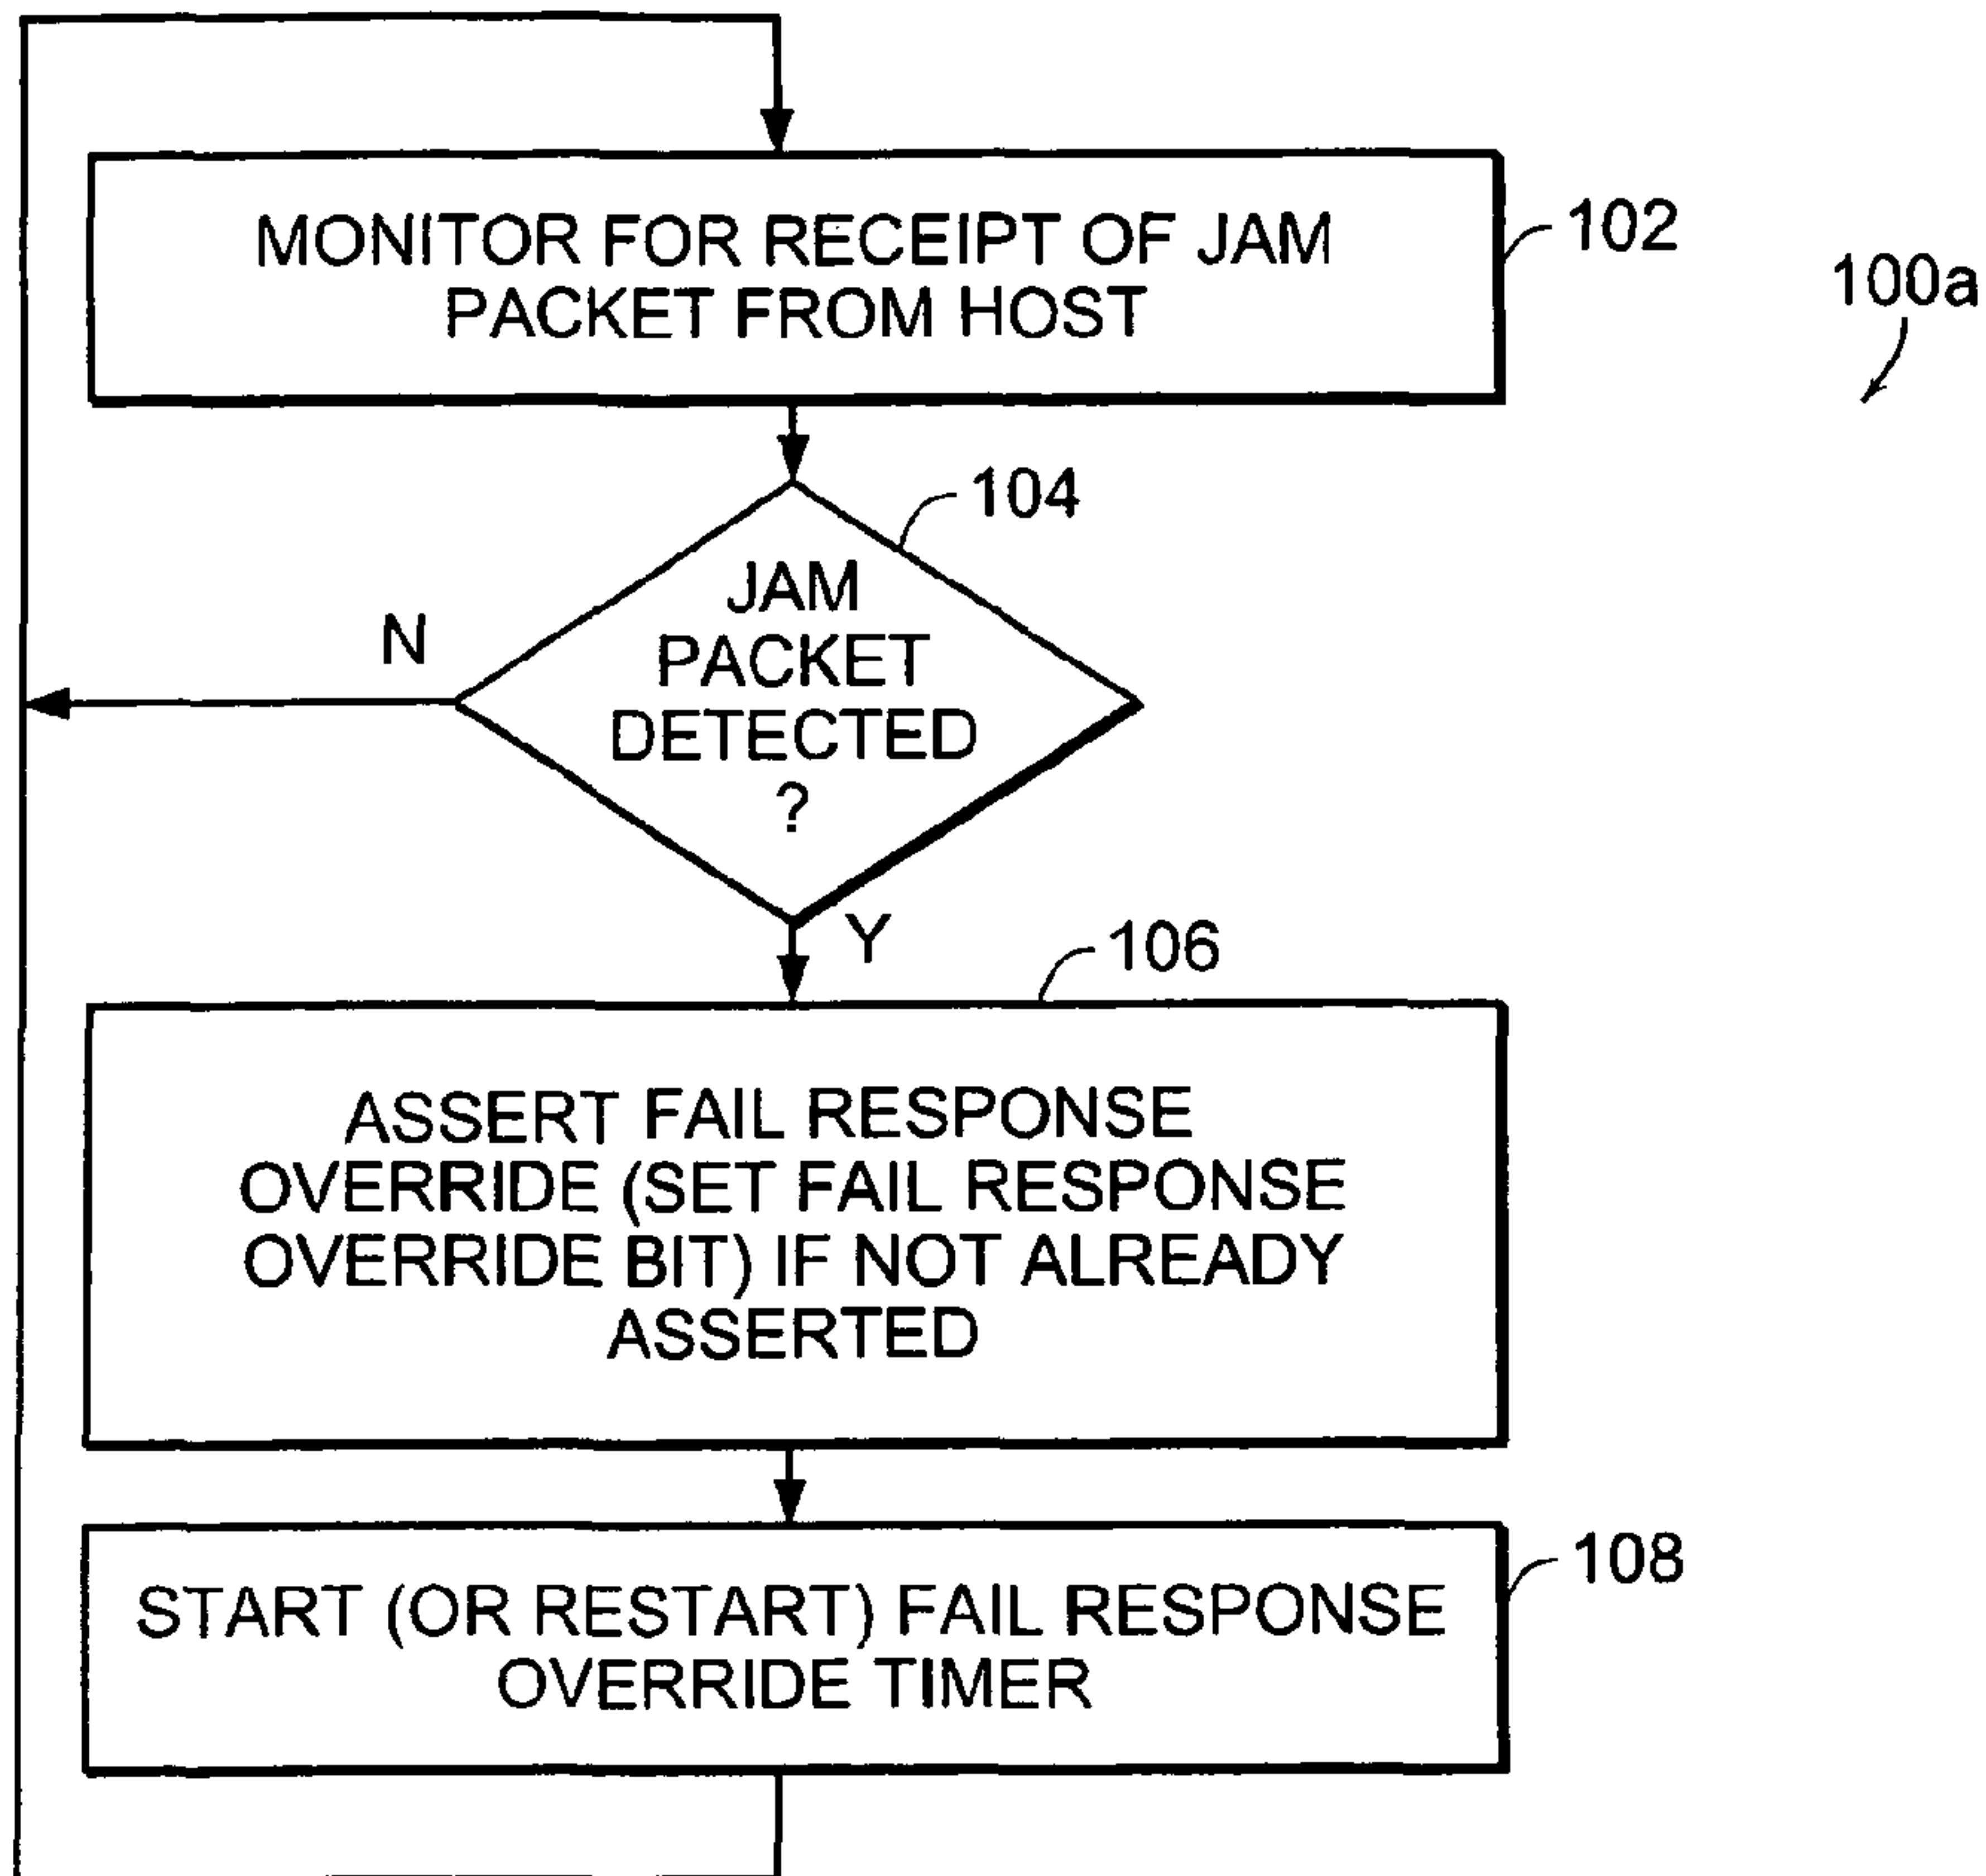 MONITOR FOR RECEIPT OF JAM
PACKET FROM HOST
102
100a
104
JAM
PACKET
DETECTED
?
N
Y
106
ASSERT FAIL RESPONSE
OVERRIDE (SET FAIL RESPONSE
OVERRIDE BIT) IF NOT ALREADY
ASSERTED
108
START (OR RESTART) FAIL RESPONSE
OVERRIDE TIMER